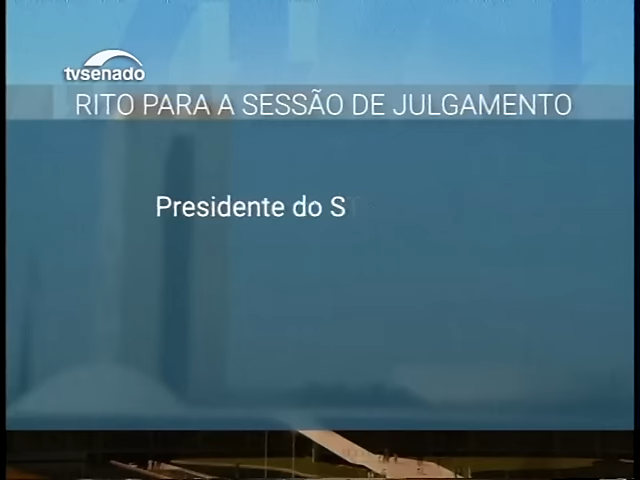 tvsenado
RITO PARA A SESSÃO DE JULGAMENTO
Presidente do S